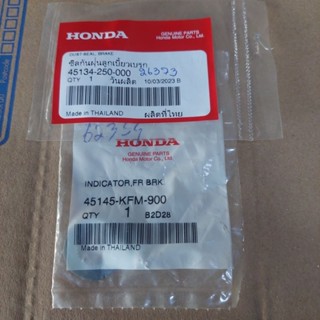 HONDA
GENUINE PARTS
Honda Motor Co., Ltd.
DUST SEAL, BRAKE
ซีลกันฝุ่นลูกเบี้ยวเบรก
45134-250-000 26373
QTY 1 วันผลิต 10/03/2023 B
Made in THAILAND ผลิตที่ไทย
62354
HONDA
GENUINE PARTS
Honda Motor Co., Ltd.
INDICATOR,FR BRK.
45145-KFM-900
QTY 1 B2D28
Made in THAILAND